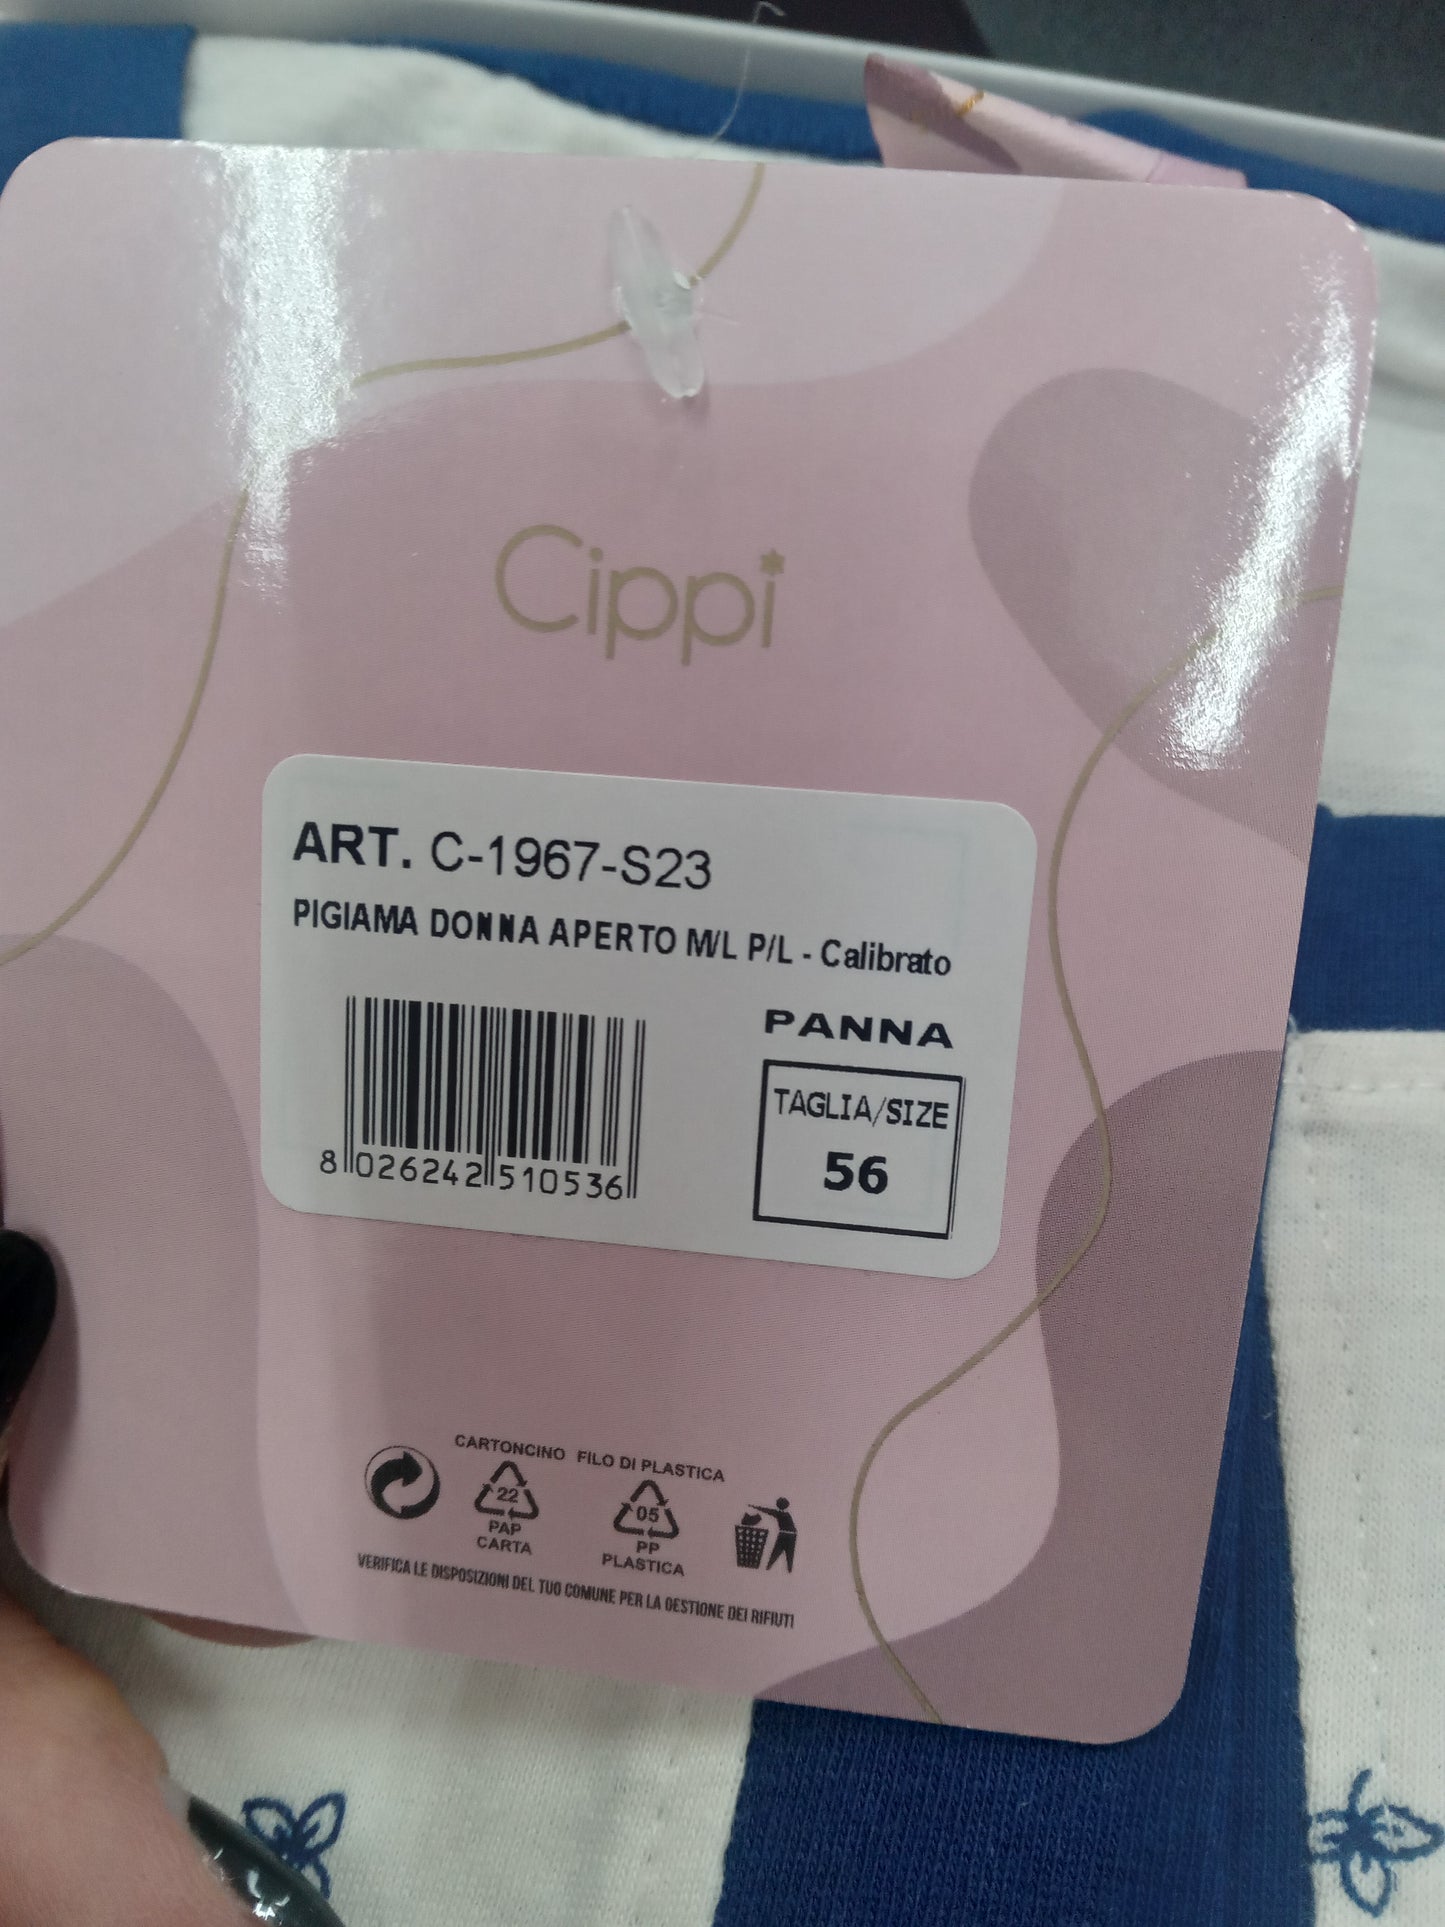 Cippi
ART. C-1967-S23
PIGIAMA DONNA APERTO M/L P/L - Calibrato
PANNA
TAGLIA/SIZE
56
8 026242 510536
CARTONCINO FILO DI PLASTICA
22
05
PAP
PP
CARTA
PLASTICA
VERIFICA LE DISPOSIZIONI DEL TUO COMUNE PER LA GESTIONE DEI RIFIUTI